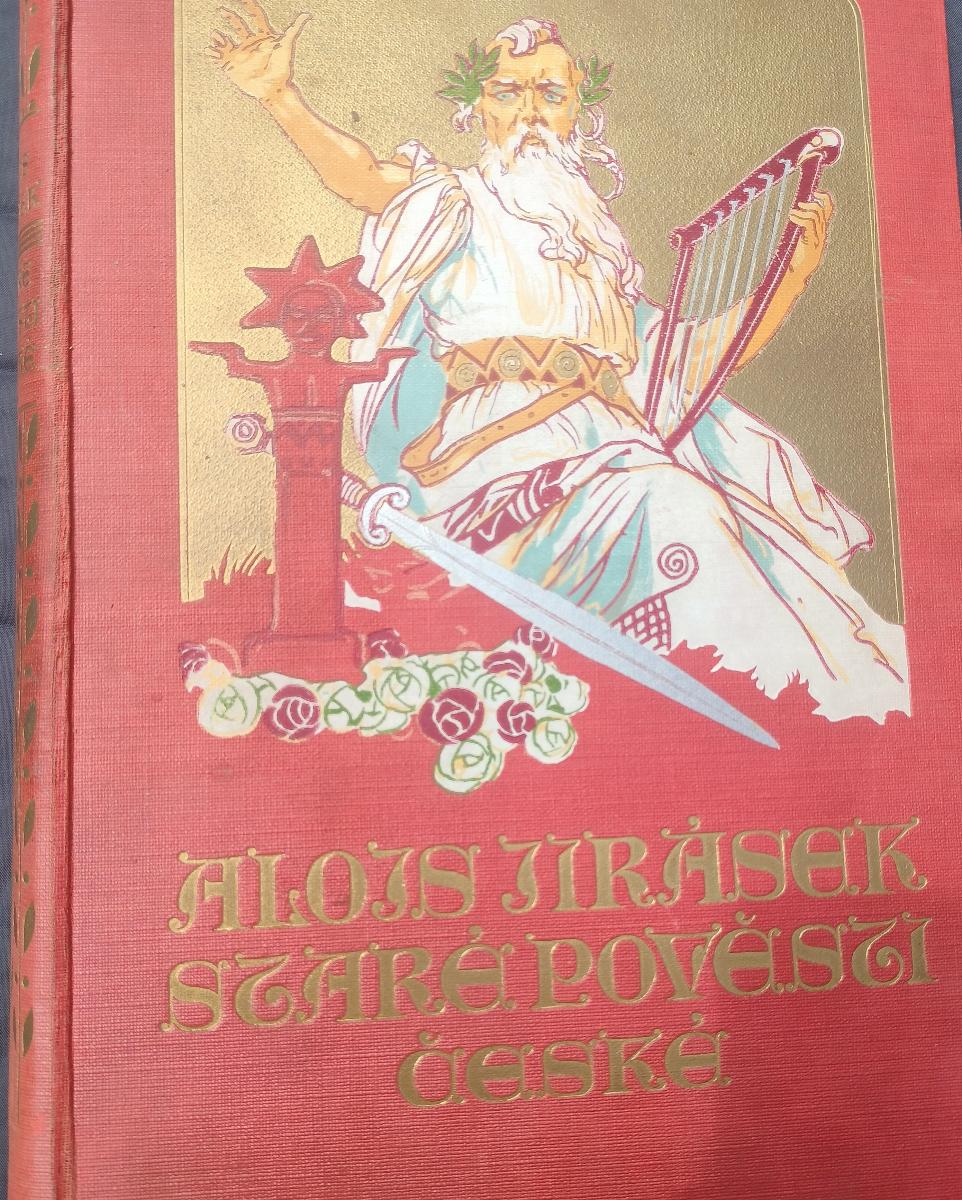 ALOIS JIRÁSEK
STARÉ POVĚSTI
ČESKÉ